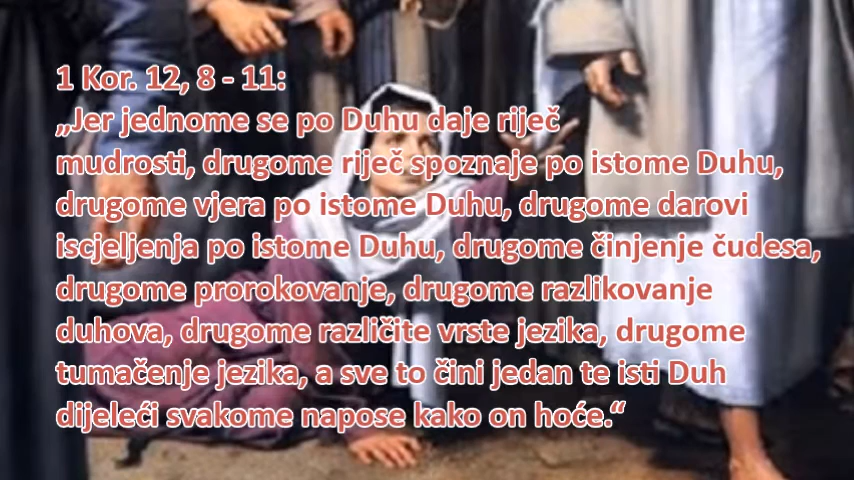 1 Kor. 12, 8 - 11:
„Jer jednome se po Duhu daje riječ
mudrosti, drugome riječ spoznaje po istome Duhu,
drugome vjera po istome Duhu, drugome darovi
iscjeljenja po istome Duhu, drugome činjenje čudesa,
drugome prorokovanje, drugome razlikovanje
duhova, drugome različite vrste jezika, drugome
tumačenje jezika, a sve to čini jedan te isti Duh
dijeleći svakome napose kako on hoće.“